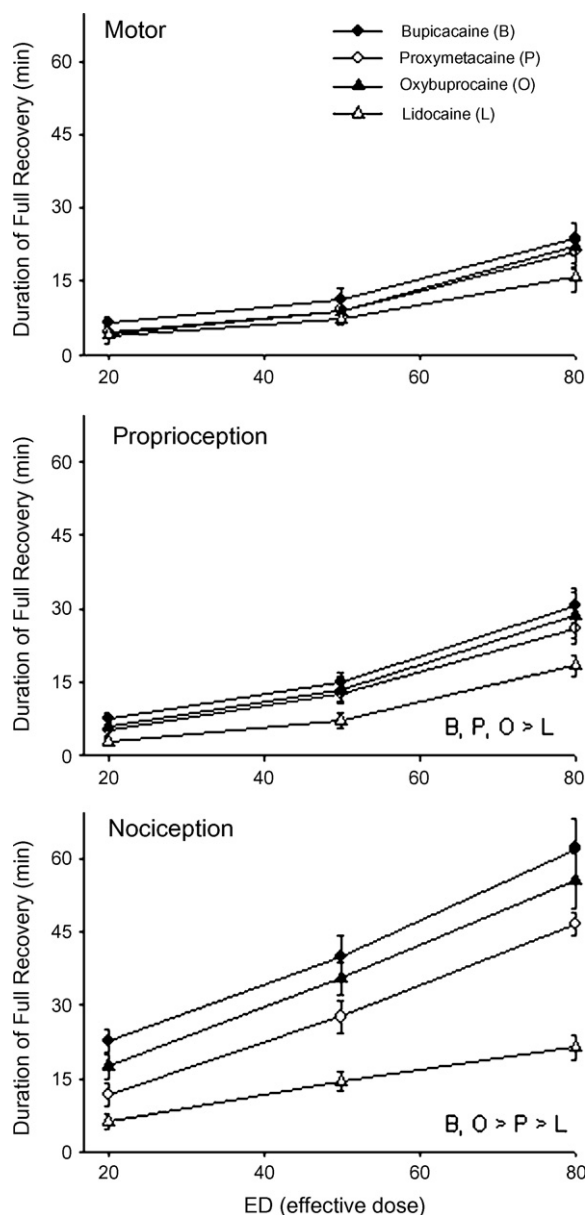 Motor
Bupicacaine (B)
Proxymetacaine (P)
Oxybuprocaine (O)
Lidocaine (L)
Duration of Full Recovery (min)
60
45
30
15
0
20 40 60 80
Proprioception
Duration of Full Recovery (min)
60
45
30
15
0
B, P, O > L
20 40 60 80
Nociception
Duration of Full Recovery (min)
60
45
30
15
0
B, O > P > L
20 40 60 80
ED (effective dose)